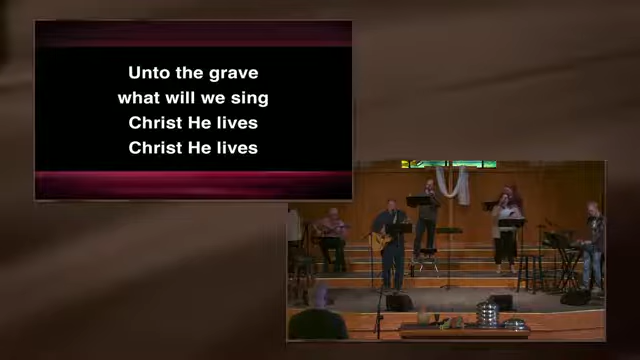 Unto the grave
what will we sing
Christ He lives
Christ He lives